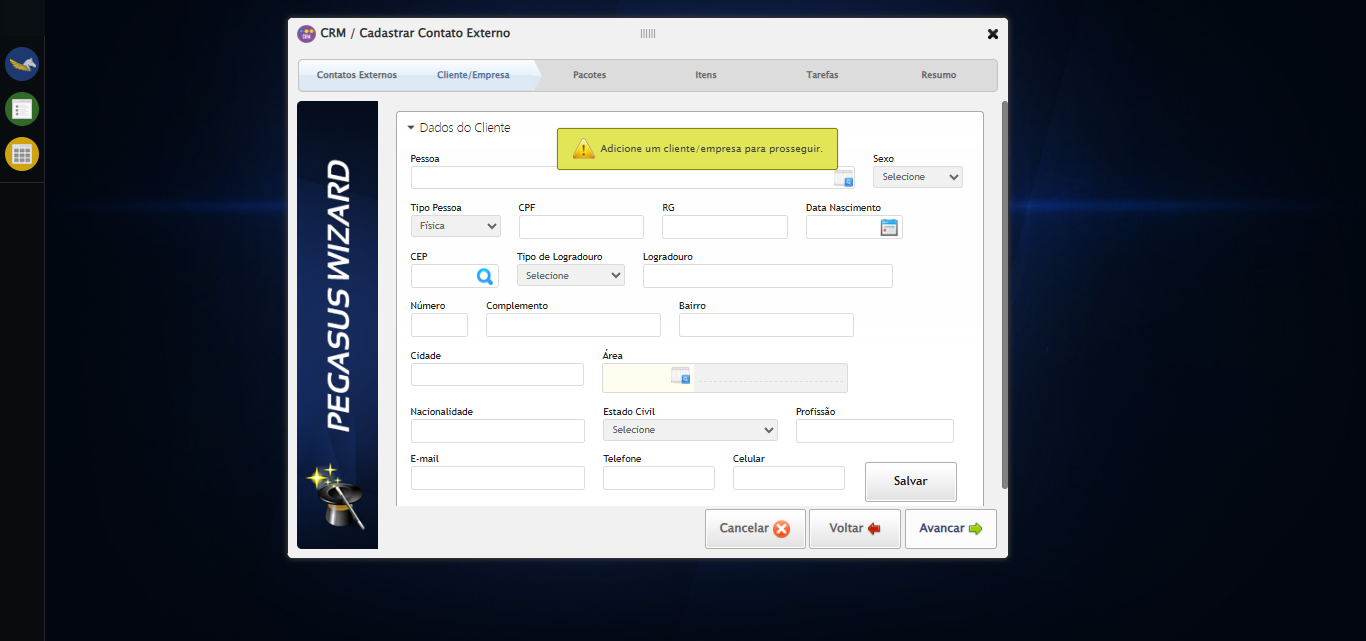 CRM / Cadastrar Contato Externo
Contatos Externos
Cliente/Empresa
Pacotes
Itens
Tarefas
Resumo
PEGASUS WIZARD
Dados do Cliente
Adicione um cliente/empresa para prosseguir.
Pessoa
Sexo
Selecione
Tipo Pessoa
CPF
RG
Data Nascimento
Física
CEP
Tipo de Logradouro
Logradouro
Selecione
Número
Complemento
Bairro
Cidade
Área
Nacionalidade
Estado Civil
Profissão
Selecione
E-mail
Telefone
Celular
Salvar
Cancelar
Voltar
Avancar